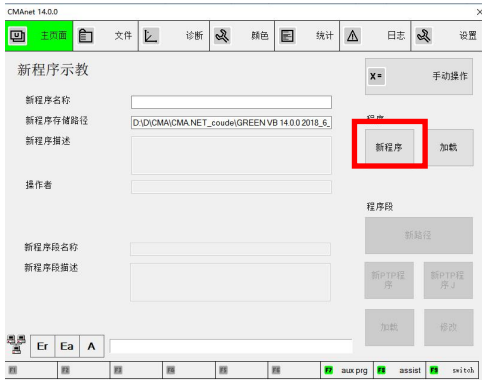 CMAnet 14.0.0
主页面 文件 诊断 颜色 统计 日志 设置
新程序示教
X= 手动操作
新程序名称
新程序存储路径 D:\D\CMA\CMA.NET_coude\GREEN VB 14.0.0 2018_6_
程序
新程序描述
新程序 加载
操作者
程序段
新路径
新程序段名称
新程序段描述
新PTP程序 新PTP程序 J
加载 修改
Er Ea A
F1 F2 F3 F4 F5 F6 F7 aux prg F8 assist F9 switch